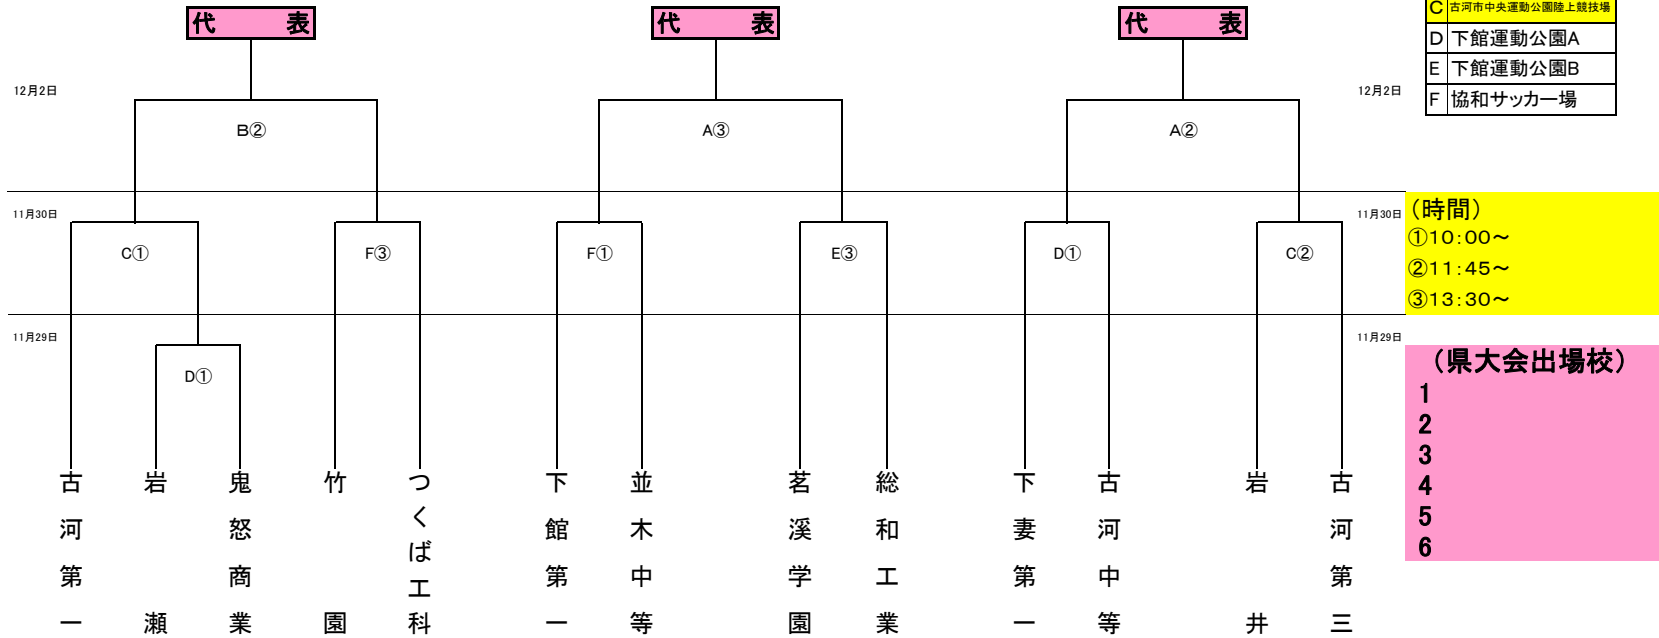 代 表
代 表
代 表
C 古河市中央運動公園陸上競技場
D 下館運動公園A
E 下館運動公園B
F 協和サッカー場
12月2日
12月2日
B②
A③
A②
11月30日
11月30日
C①
F③
F①
E③
D①
C②
(時間)
①10:00~
②11:45~
③13:30~
11月29日
11月29日
D①
(県大会出場校)
1
2
3
4
5
6
古河第一
岩瀬
鬼怒商業
竹園
つくば工科
下館第一
並木中等
茗溪学園
総和工業
下妻第一
古河中等
岩井
古河第三